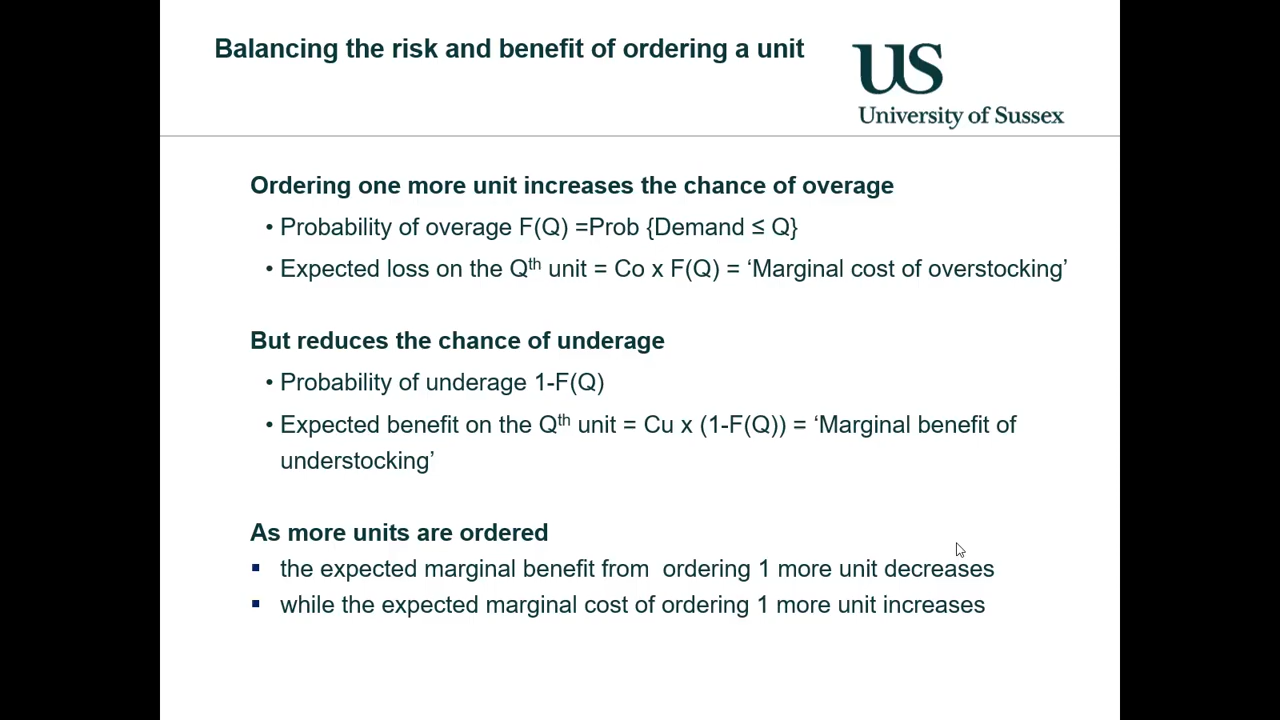 Balancing the risk and benefit of ordering a unit
US
University of Sussex
Ordering one more unit increases the chance of overage
• Probability of overage F(Q) =Prob {Demand ≤ Q}
• Expected loss on the Qth unit = Co x F(Q) = ‘Marginal cost of overstocking’
But reduces the chance of underage
• Probability of underage 1-F(Q)
• Expected benefit on the Qth unit = Cu x (1-F(Q)) = ‘Marginal benefit of
understocking’
As more units are ordered
▪ the expected marginal benefit from  ordering 1 more unit decreases
▪ while the expected marginal cost of ordering 1 more unit increases